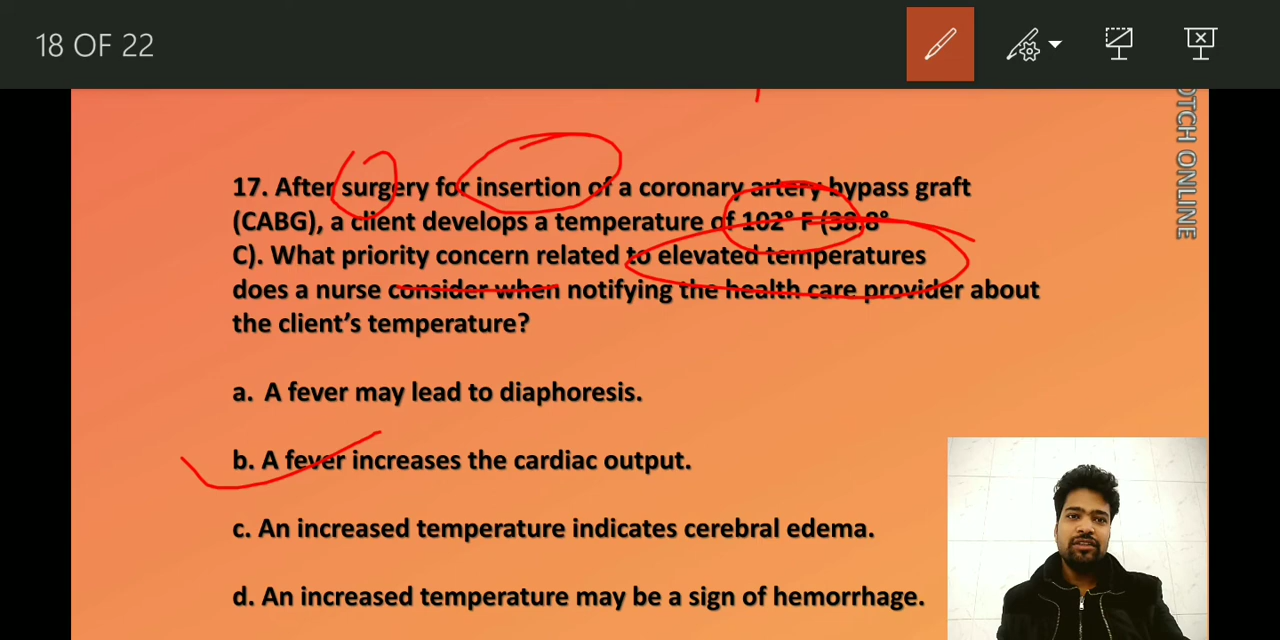 18 OF 22
OTCH ONLINE
17. After surgery for insertion of a coronary artery bypass graft
(CABG), a client develops a temperature of 102° F (38.8°
C). What priority concern related to elevated temperatures
does a nurse consider when notifying the health care provider about
the client's temperature?
a. A fever may lead to diaphoresis.
b. A fever increases the cardiac output.
c. An increased temperature indicates cerebral edema.
d. An increased temperature may be a sign of hemorrhage.